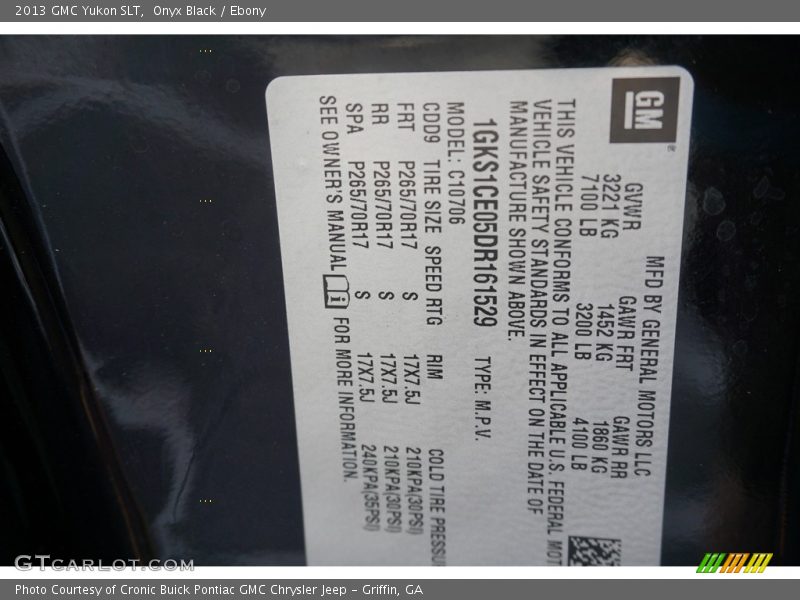 2013 GMC Yukon SLT,  Onyx Black / Ebony
GM
MFD BY GENERAL MOTORS LLC
GVWR GAWR FRT GAWR RR
3221 KG 1452 KG 1860 KG
7100 LB 3200 LB 4100 LB
THIS VEHICLE CONFORMS TO ALL APPLICABLE U.S. FEDERAL
VEHICLE SAFETY STANDARDS IN EFFECT ON THE DATE OF
MANUFACTURE SHOWN ABOVE.
1GKS1CE05DR161529 TYPE: M.P.V.
MODEL: C10706
CDD9 TIRE SIZE SPEED RTG RIM COLD TIRE
FRT P265/70R17 S 17X7.5J 210KPA(30PSI)
RR P265/70R17 S 17X7.5J 210KPA(30PSI)
SPA P265/70R17 S 17X7.5J 240KPA(35PSI)
SEE OWNER'S MANUAL i FOR MORE INFORMATION.
GTcarlot.com
Photo Courtesy of Cronic Buick Pontiac GMC Chrysler Jeep - Griffin, GA